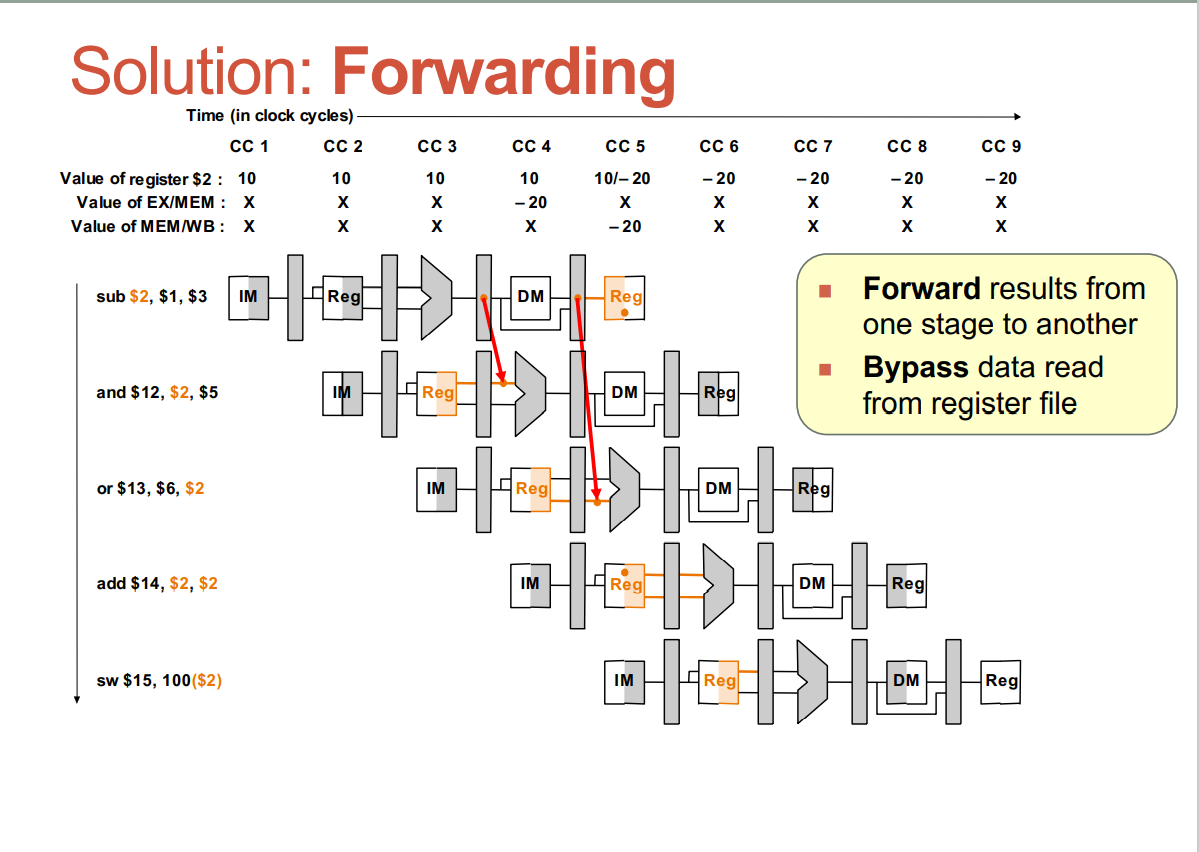 Solution: Forwarding
Time (in clock cycles)
CC 1 CC 2 CC 3 CC 4 CC 5 CC 6 CC 7 CC 8 CC 9
Value of register $2 : 10 10 10 10 10/– 20 – 20 – 20 – 20 – 20
Value of EX/MEM : X X X – 20 X X X X X
Value of MEM/WB : X X X X – 20 X X X X
sub $2, $1, $3 IM Reg DM Reg
and $12, $2, $5 IM Reg DM Reg
or $13, $6, $2 IM Reg DM Reg
add $14, $2, $2 IM Reg DM Reg
sw $15, 100($2) IM Reg DM Reg
Forward results from
one stage to another
Bypass data read
from register file